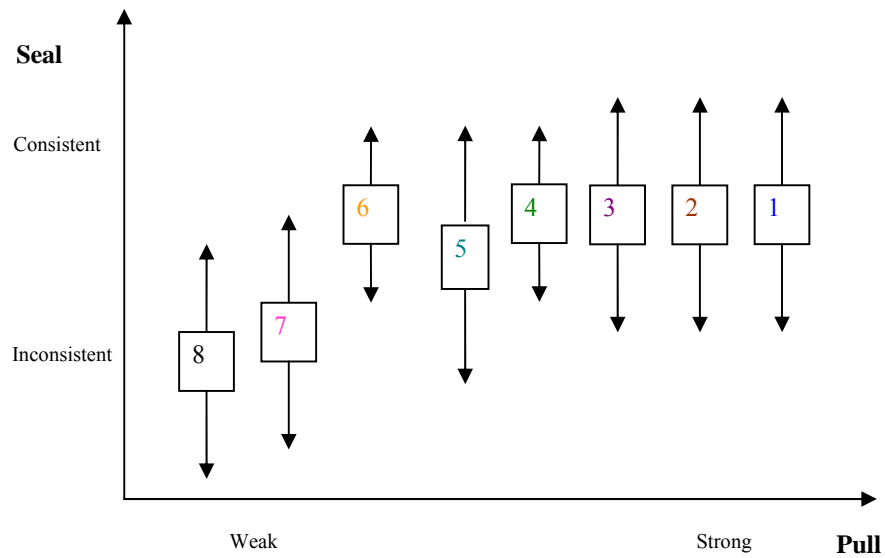 Seal
Consistent
6 4 3 2 1
5
7
8
Inconsistent
Weak Strong
Pull